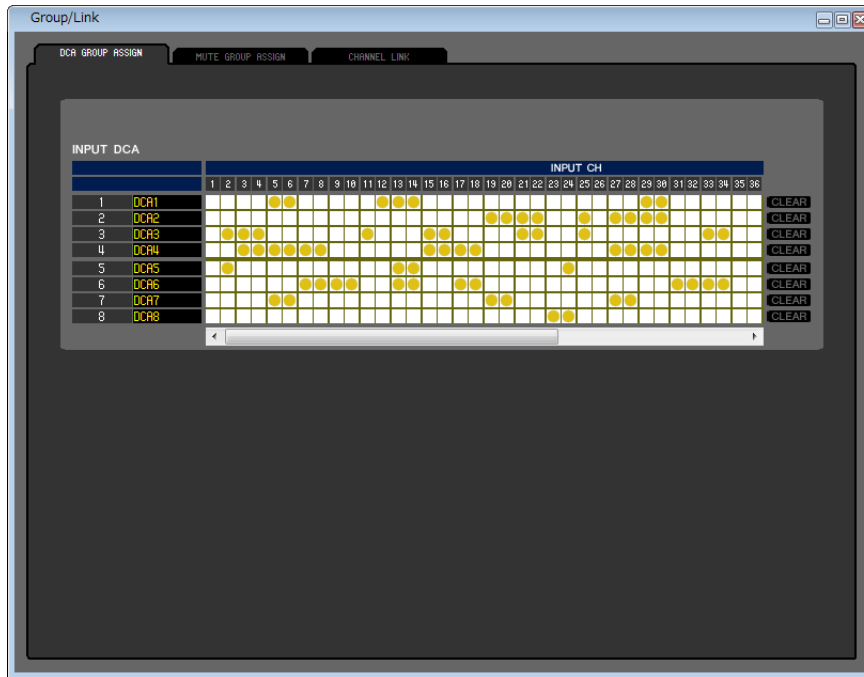 Group/Link
DCA GROUP ASSIGN MUTE GROUP ASSIGN CHANNEL LINK
INPUT DCA
INPUT CH
1 2 3 4 5 6 7 8 9 10 11 12 13 14 15 16 17 18 19 20 21 22 23 24 25 26 27 28 29 30 31 32 33 34 35 36
1 DCA1 CLEAR
2 DCA2 CLEAR
3 DCA3 CLEAR
4 DCA4 CLEAR
5 DCA5 CLEAR
6 DCA6 CLEAR
7 DCA7 CLEAR
8 DCA8 CLEAR